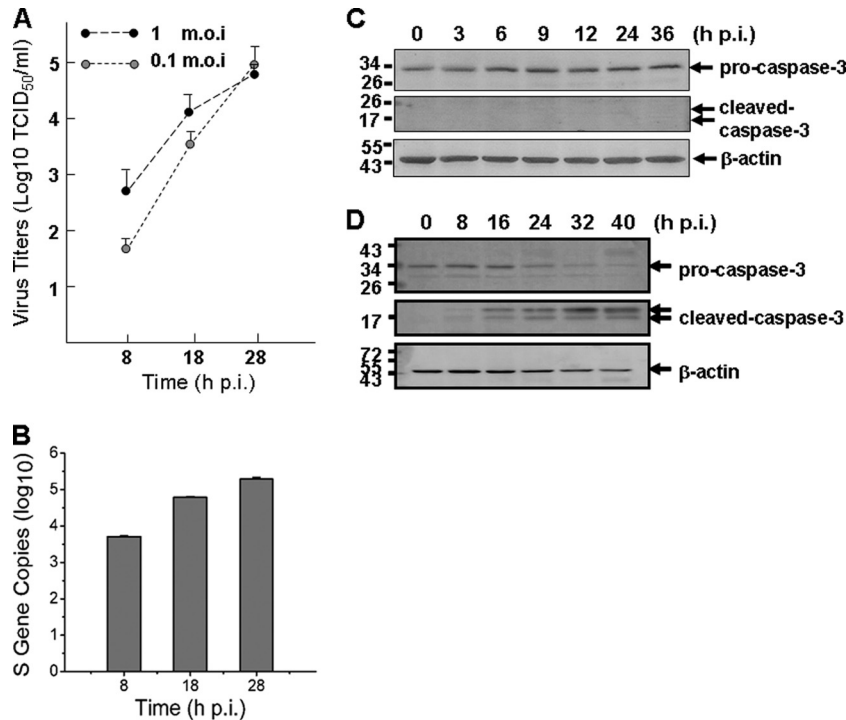 A
1 m.o.i
0.1 m.o.i
Virus Titers (Log10 TCID50/ml)
5
4
3
2
1
8 18 28
Time (h p.i.)
B
S Gene Copies (log10)
6
5
4
3
2
1
0
8 18 28
Time (h p.i.)
C
0 3 6 9 12 24 36 (h p.i.)
34
26
pro-caspase-3
26
17
cleaved-
caspase-3
55
43
β-actin
D
0 8 16 24 32 40 (h p.i.)
43
34
26
pro-caspase-3
17
cleaved-caspase-3
72
55
43
β-actin